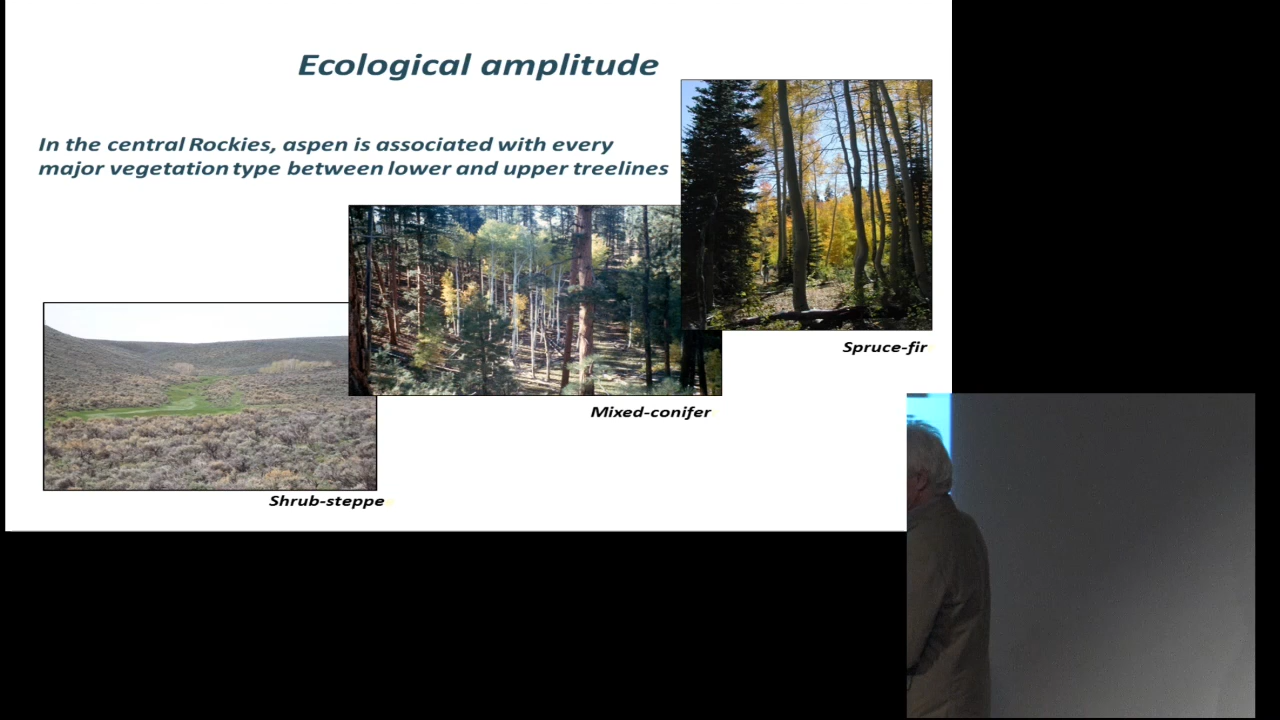 Ecological amplitude
In the central Rockies, aspen is associated with every
major vegetation type between lower and upper treelines
Spruce-fir
Mixed-conifer
Shrub-steppe